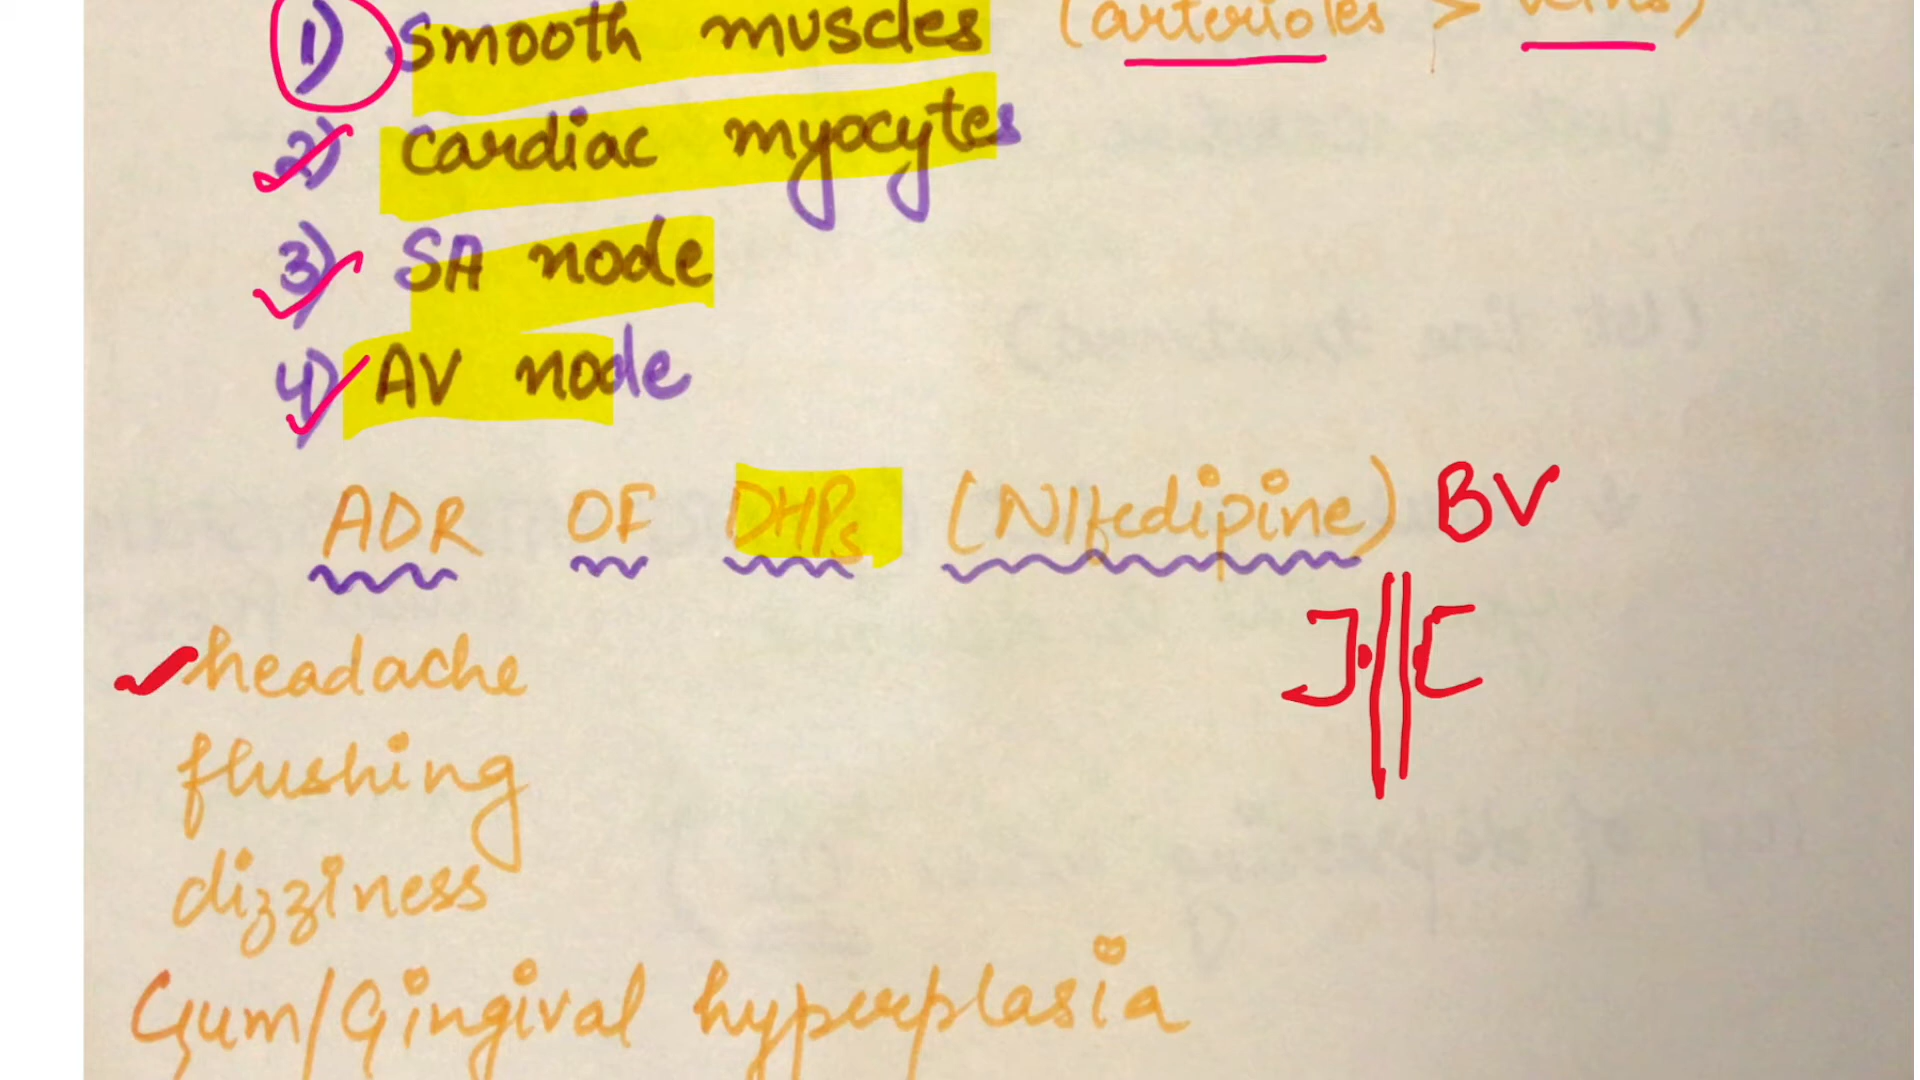 1) Smooth muscles (arterioles > veins)
2) Cardiac myocytes
3) SA node
4) AV node
ADR OF DHPs (NIfedipine) BV
headache
flushing
dizziness
Gum/Gingival hyperplasia